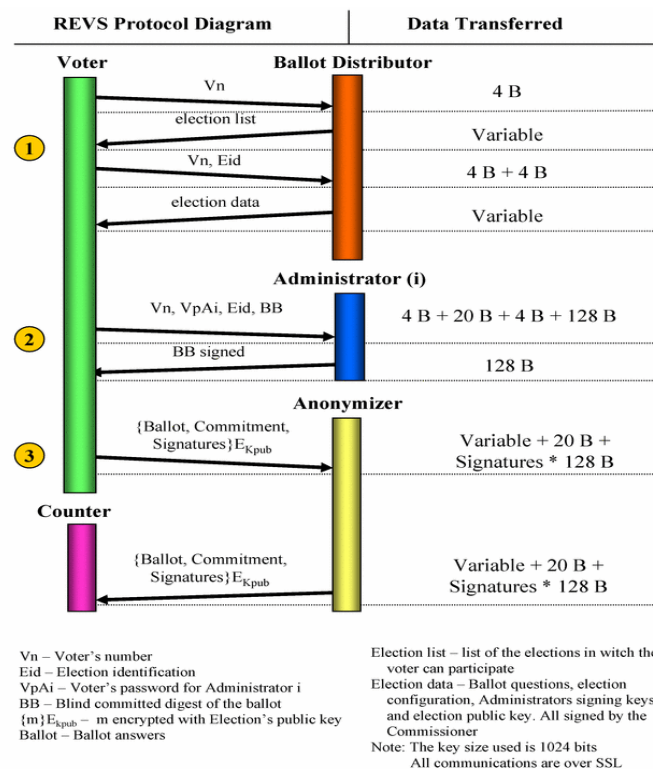 REVS Protocol Diagram
Data Transferred
Voter
Ballot Distributor
Vn
4 B
election list
Variable
1
Vn, Eid
4 B + 4 B
election data
Variable
Administrator (i)
Vn, VpAi, Eid, BB
4 B + 20 B + 4 B + 128 B
2
BB signed
128 B
Anonymizer
{Ballot, Commitment,
Signatures}E_Kpub
3
Variable + 20 B +
Signatures * 128 B
Counter
{Ballot, Commitment,
Signatures}E_Kpub
Variable + 20 B +
Signatures * 128 B
Vn – Voter's number
Eid – Election identification
VpAi – Voter's password for Administrator i
BB – Blind committed digest of the ballot
{m}E_kpub – m encrypted with Election's public key
Ballot – Ballot answers
Election list – list of the elections in witch the
voter can participate
Election data – Ballot questions, election
configuration, Administrators signing keys
and election public key. All signed by the
Commissioner
Note: The key size used is 1024 bits
All communications are over SSL